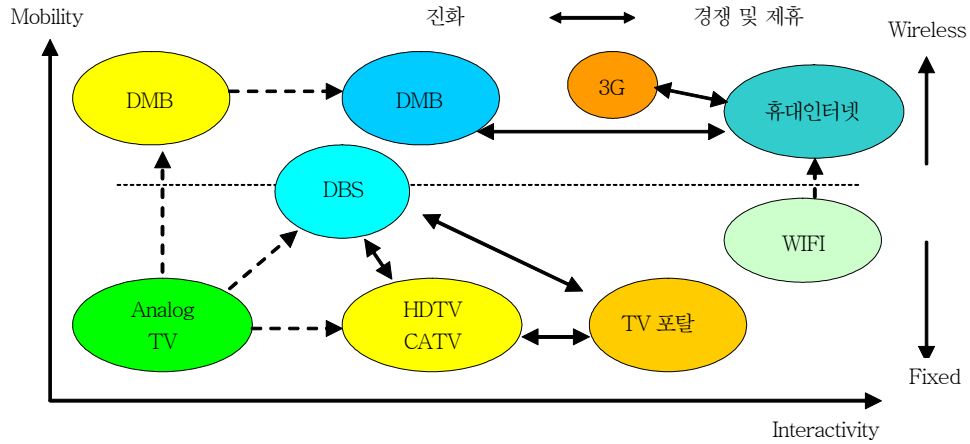 Mobility
진화
경쟁 및 제휴
Wireless
DMB
DMB
3G
휴대인터넷
DBS
WIFI
Analog
TV
HDTV
CATV
TV 포탈
Fixed
Interactivity